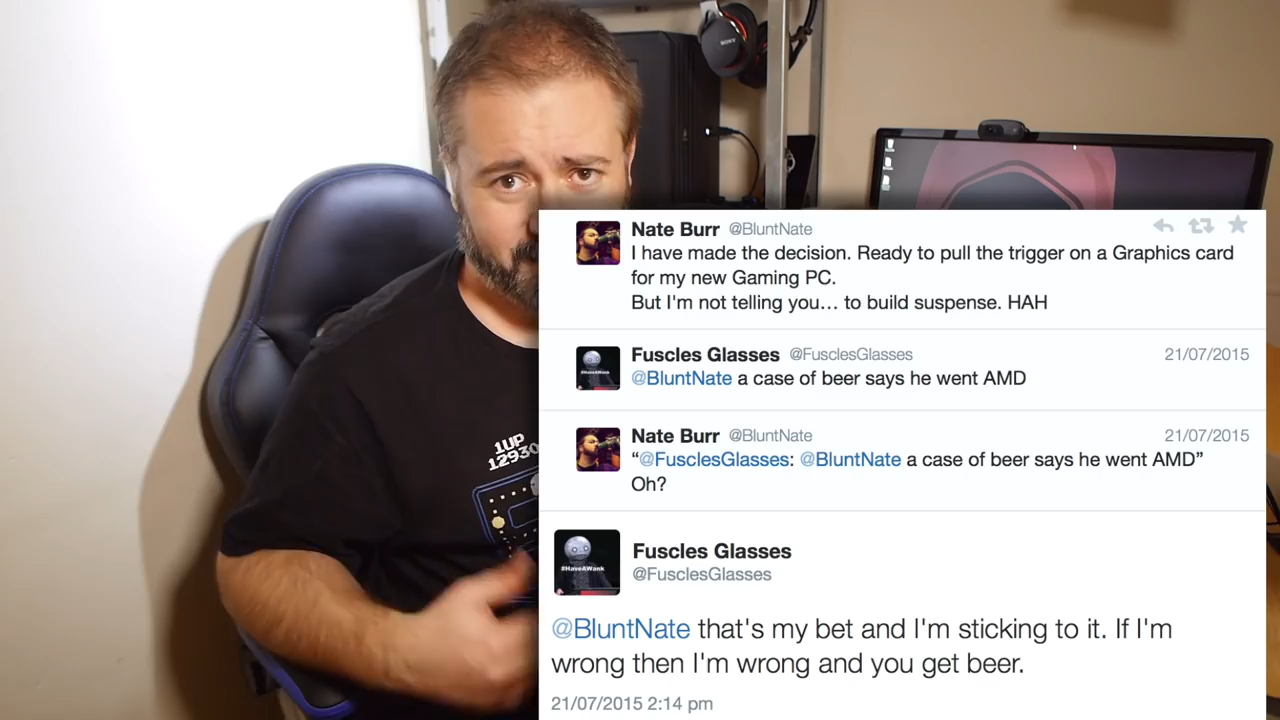 SONY
1UP
12930
Nate Burr @BluntNate
I have made the decision. Ready to pull the trigger on a Graphics card
for my new Gaming PC.
But I'm not telling you... to build suspense. HAH
Fuscles Glasses @FusclesGlasses 21/07/2015
@BluntNate a case of beer says he went AMD
Nate Burr @BluntNate 21/07/2015
“@FusclesGlasses: @BluntNate a case of beer says he went AMD”
Oh?
#HaveAWank
Fuscles Glasses
@FusclesGlasses
@BluntNate that's my bet and I'm sticking to it. If I'm
wrong then I'm wrong and you get beer.
21/07/2015 2:14 pm